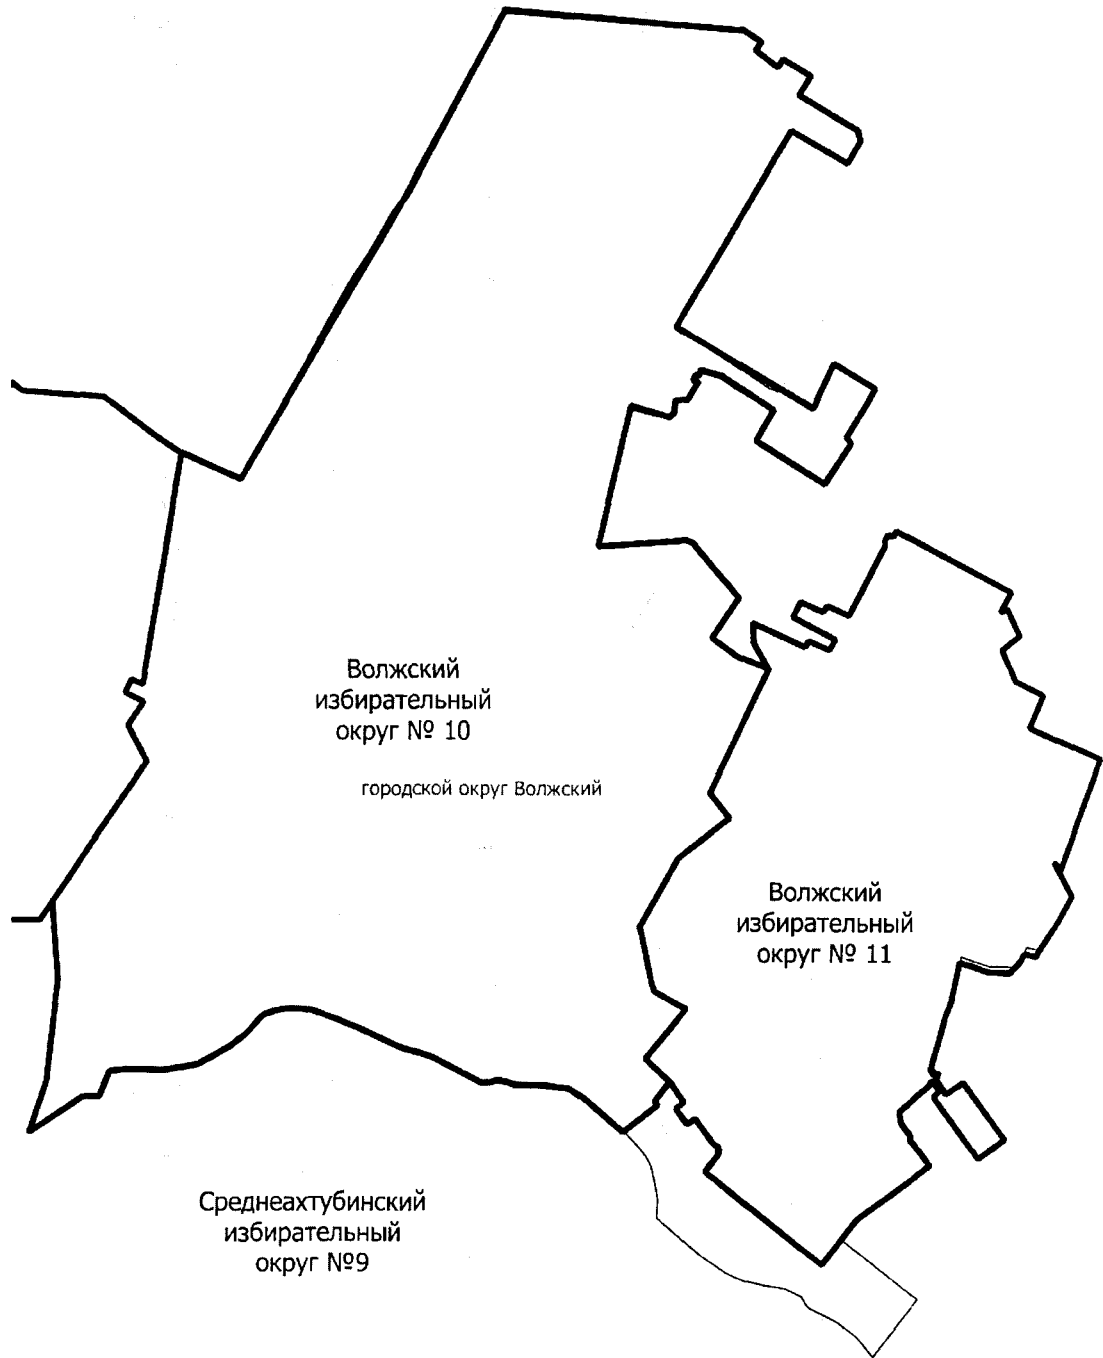 Волжский
избирательный
округ № 10
городской округ Волжский
Волжский
избирательный
округ № 11
Среднеахтубинский
избирательный
округ №9